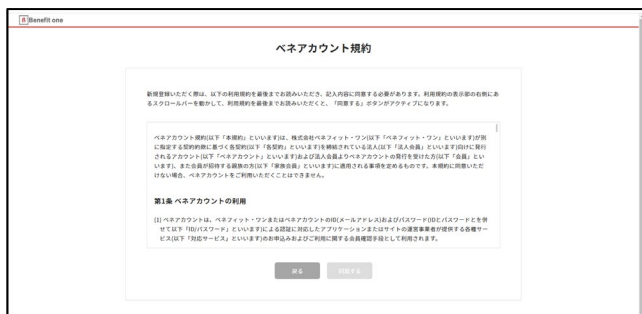 Benefit one
ベネアカウント規約
新規登録いただく際は、以下の利用規約を最後までお読みいただき、記入内容に同意する必要があります。利用規約の表示部の右側にあ
るスクロールバーを動かして、利用規約を最後までお読みいただくと、「同意する」ボタンがアクティブになります。
ベネアカウント規約(以下「本規約」といいます)は、株式会社ベネフィット・ワン(以下「ベネフィット・ワン」といいます)が別
に指定する契約約款に基づく各契約(以下「各契約」といいます)を締結されている法人(以下「法人会員」といいます)向けに発行
されるアカウント(以下「ベネアカウント」といいます)および法人会員よりベネアカウントの発行を受けた方(以下「会員」とい
います)、また会員が招待する親族の方(以下「家族会員」といいます)に適用される事項を定めるものです。本規約に同意いただ
けない場合、ベネアカウントをご利用いただくことはできません。
第1条 ベネアカウントの利用
(1) ベネアカウントは、ベネフィット・ワンまたはベネアカウントのID(メールアドレス)およびパスワード(IDとパスワードとを併
せて以下「ID/パスワード」といいます)による認証に対応したアプリケーションまたはサイトの運営事業者が提供する各種サー
ビス(以下「対応サービス」といいます)のお申込みおよびご利用に関する会員確認手段として利用されます。
戻る 同意する